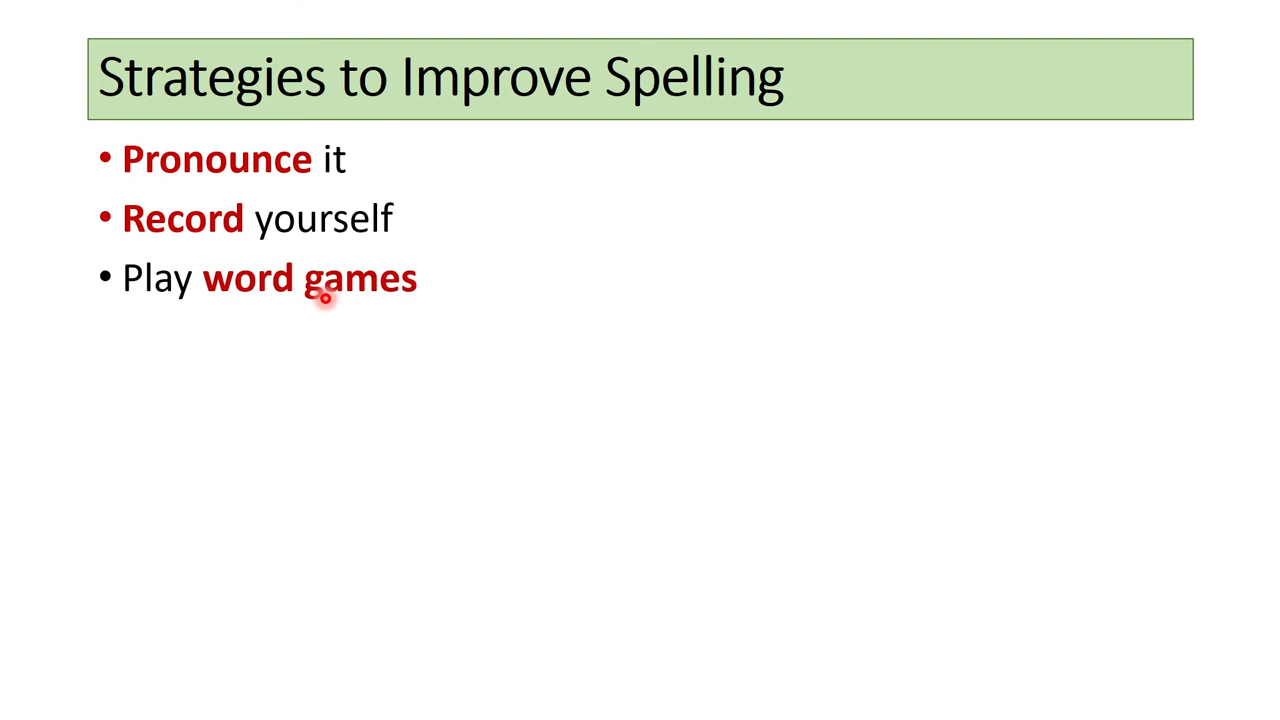 Strategies to Improve Spelling
• Pronounce it
• Record yourself
• Play word games